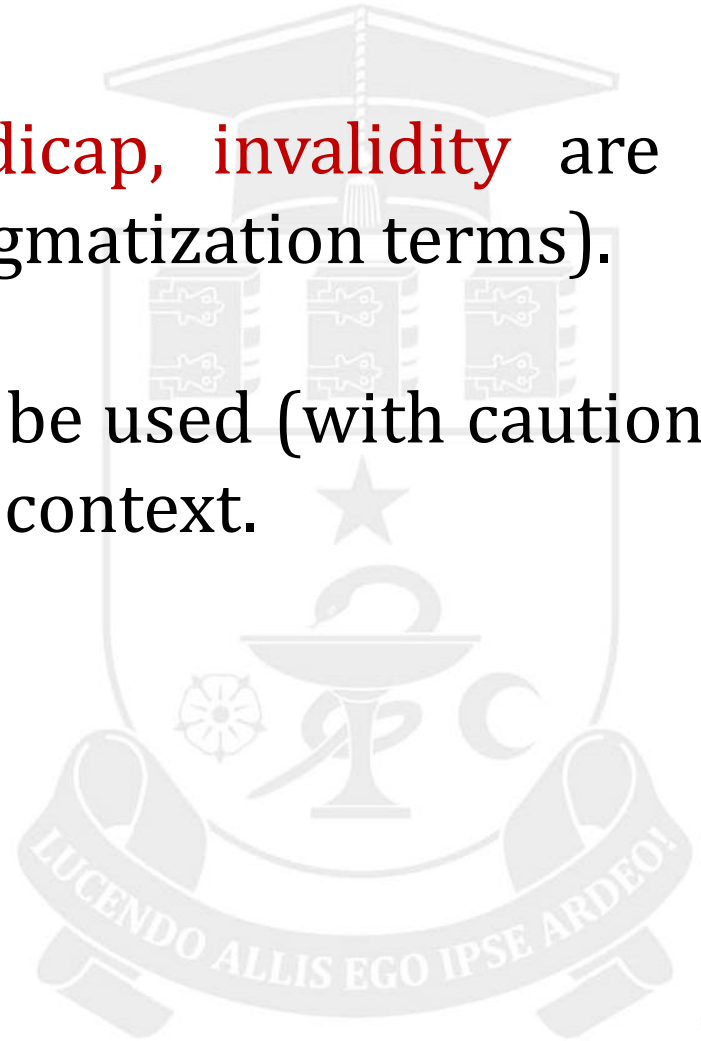 dicap, invalidity are
gmatization terms).
be used (with caution
context.
LUCENDO ALLIS EGO IPSE ARDEO!